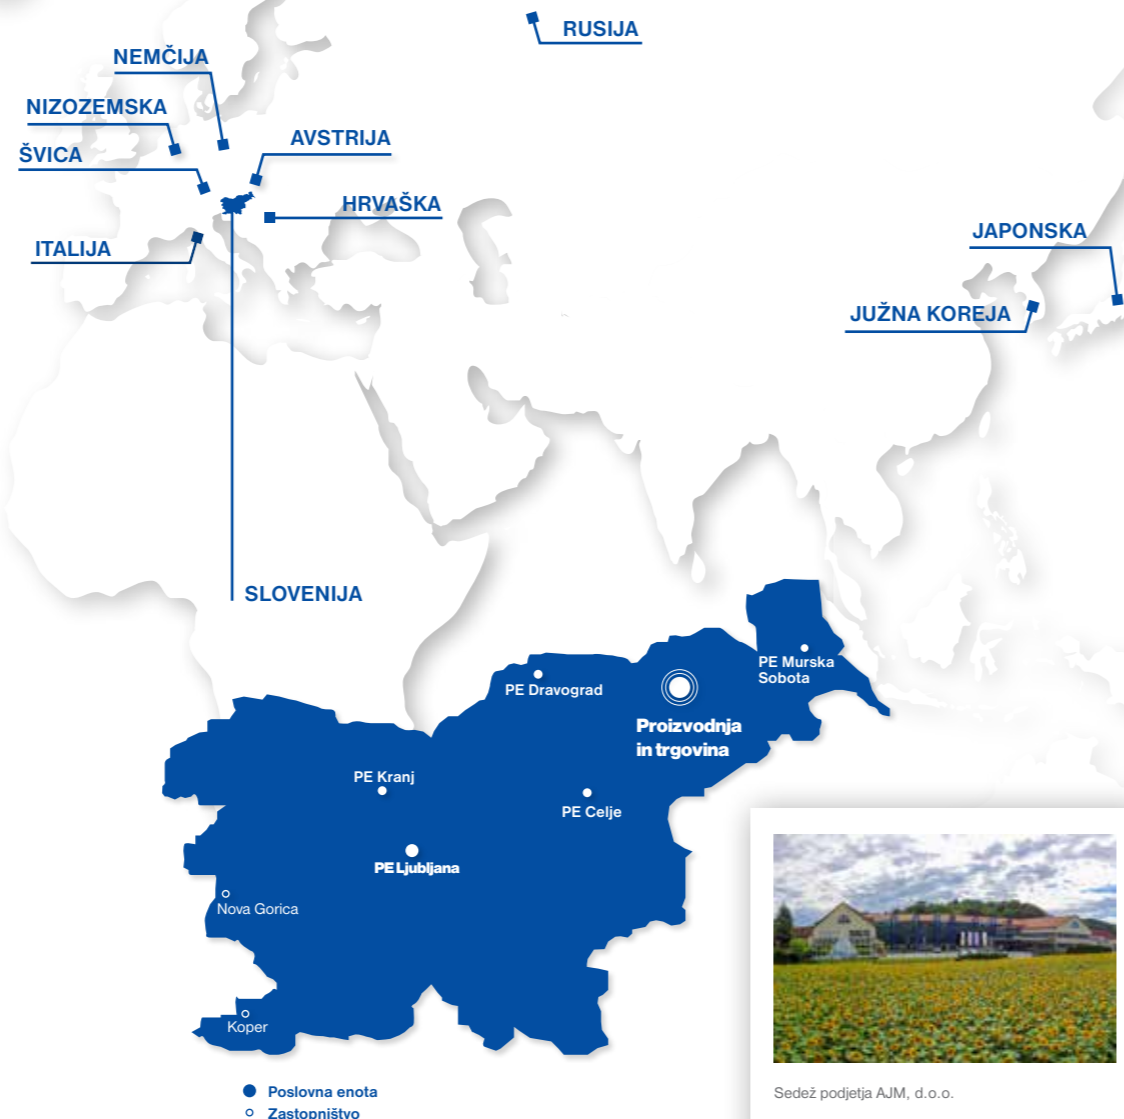 RUSIJA
NEMČIJA
NIZOZEMSKA
AVSTRIJA
ŠVICA
HRVAŠKA
ITALIJA
JAPONSKA
JUŽNA KOREJA
SLOVENIJA
PE Murska
Sobota
PE Dravograd
Proizvodnja
in trgovina
PE Kranj
PE Celje
PE Ljubljana
Nova Gorica
Koper
Poslovna enota
Zastopništvo
Sedež podjetja AJM, d.o.o.